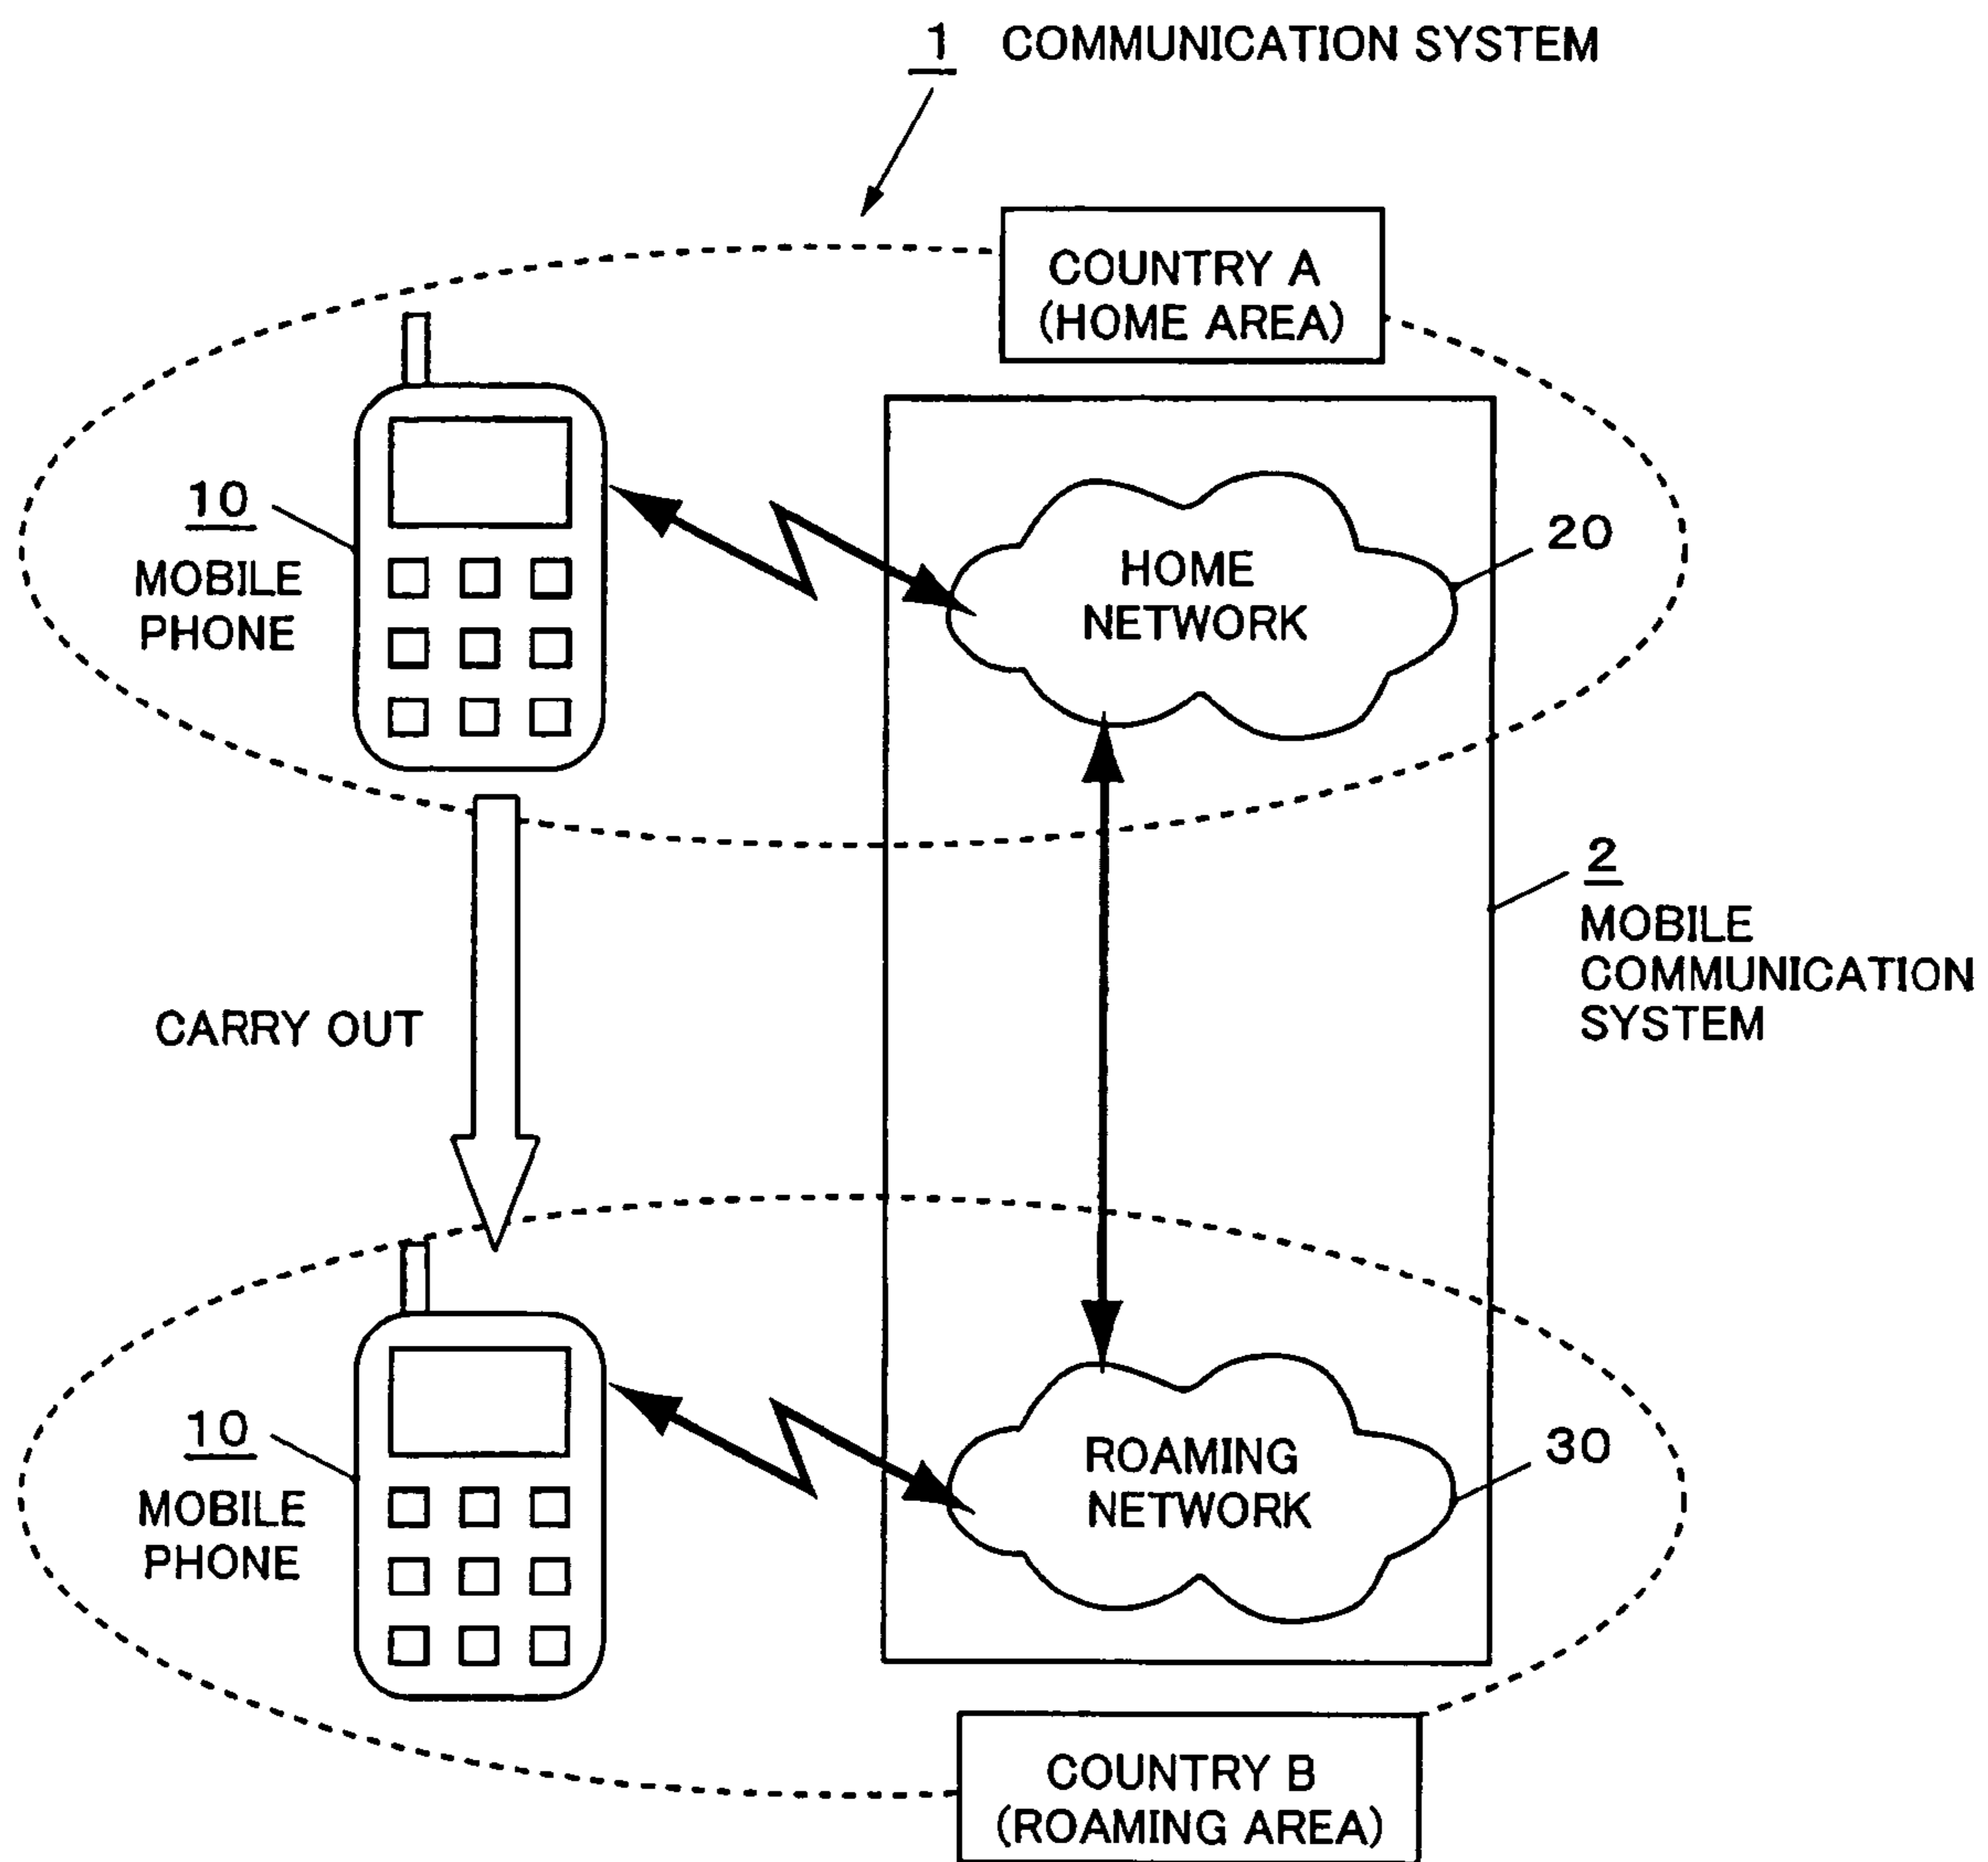 1 COMMUNICATION SYSTEM
COUNTRY A
(HOME AREA)
10
MOBILE
PHONE
HOME
NETWORK
20
2
MOBILE
COMMUNICATION
SYSTEM
CARRY OUT
10
MOBILE
PHONE
ROAMING
NETWORK
30
COUNTRY B
(ROAMING AREA)